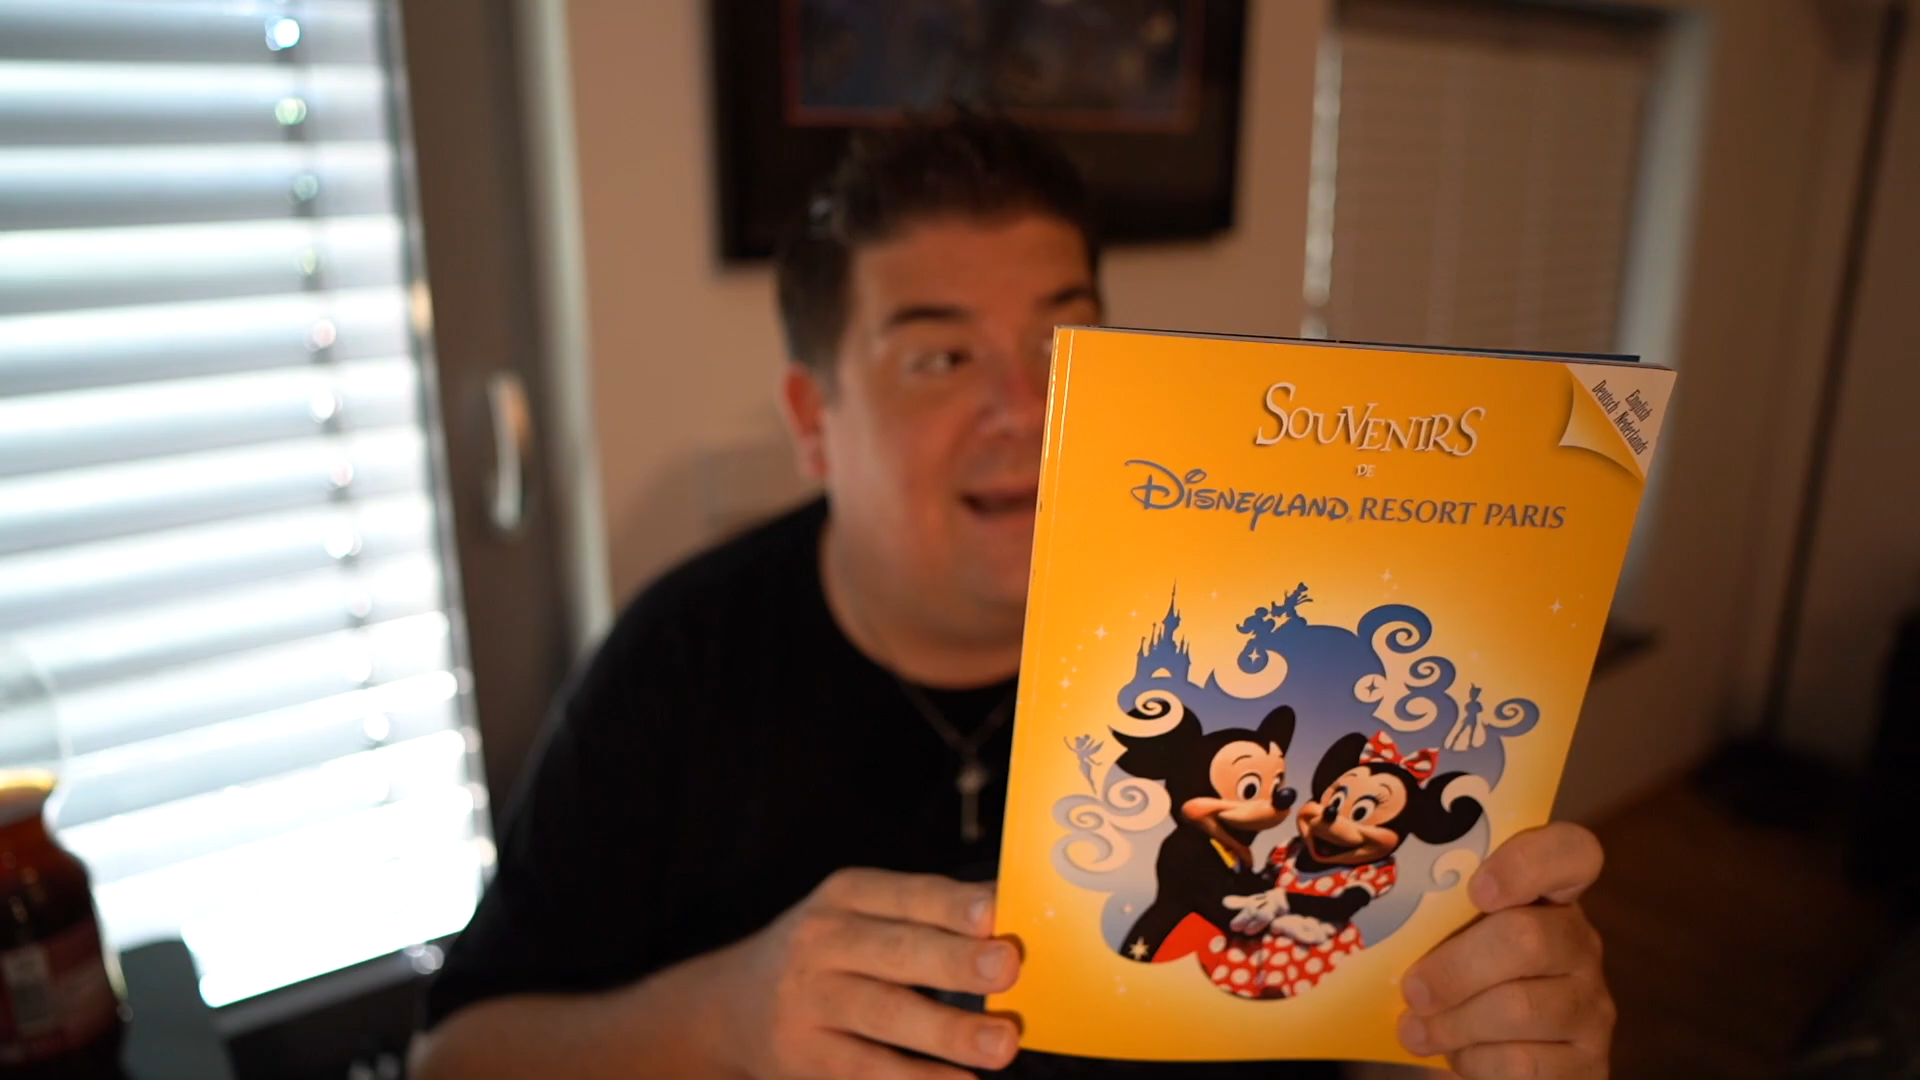 SOUVENIRS
DE
DISNEYLAND® RESORT PARIS
English
Deutsch - Nederlands